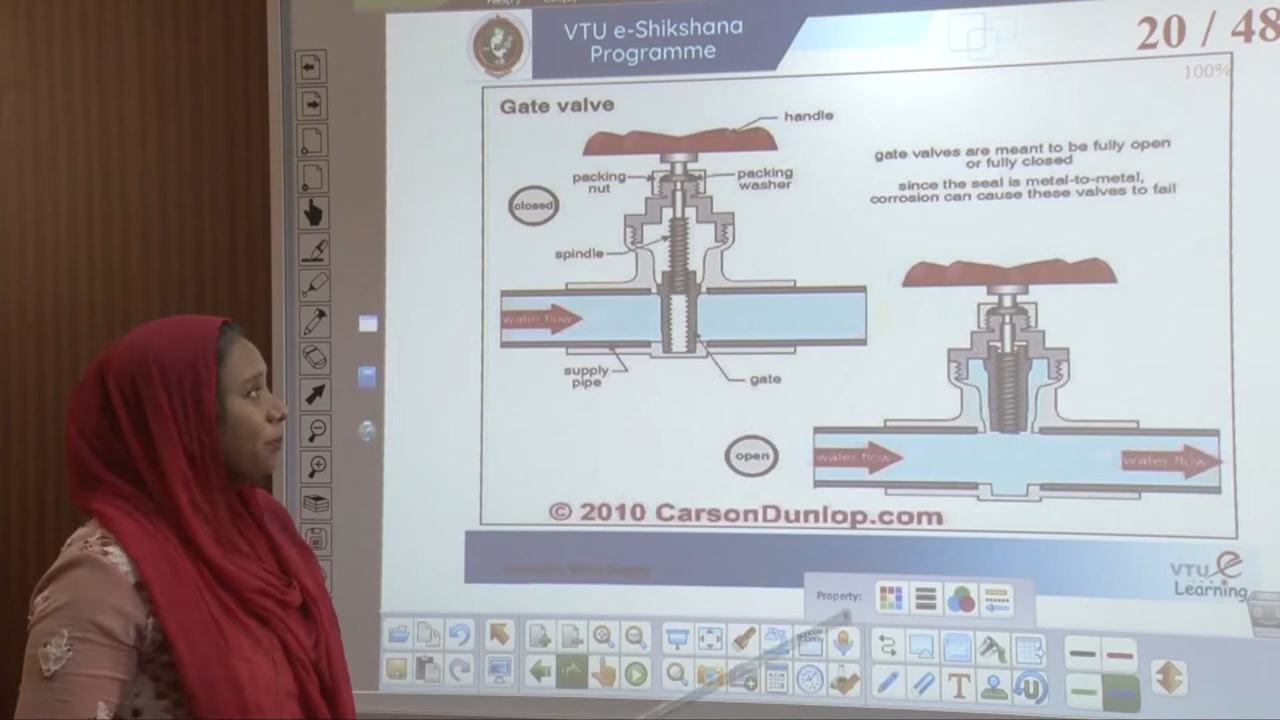 VTU e-Shikshana
Programme
20 / 48
100%
Gate valve
handle
packing
nut
packing
washer
closed
spindle
water flow
supply
pipe
gate
gate valves are meant to be fully open
or fully closed
since the seal is metal-to-metal,
corrosion can cause these valves to fail
open
water flow
water flow
© 2010 CarsonDunlop.com
VTU e
Learning
Property: